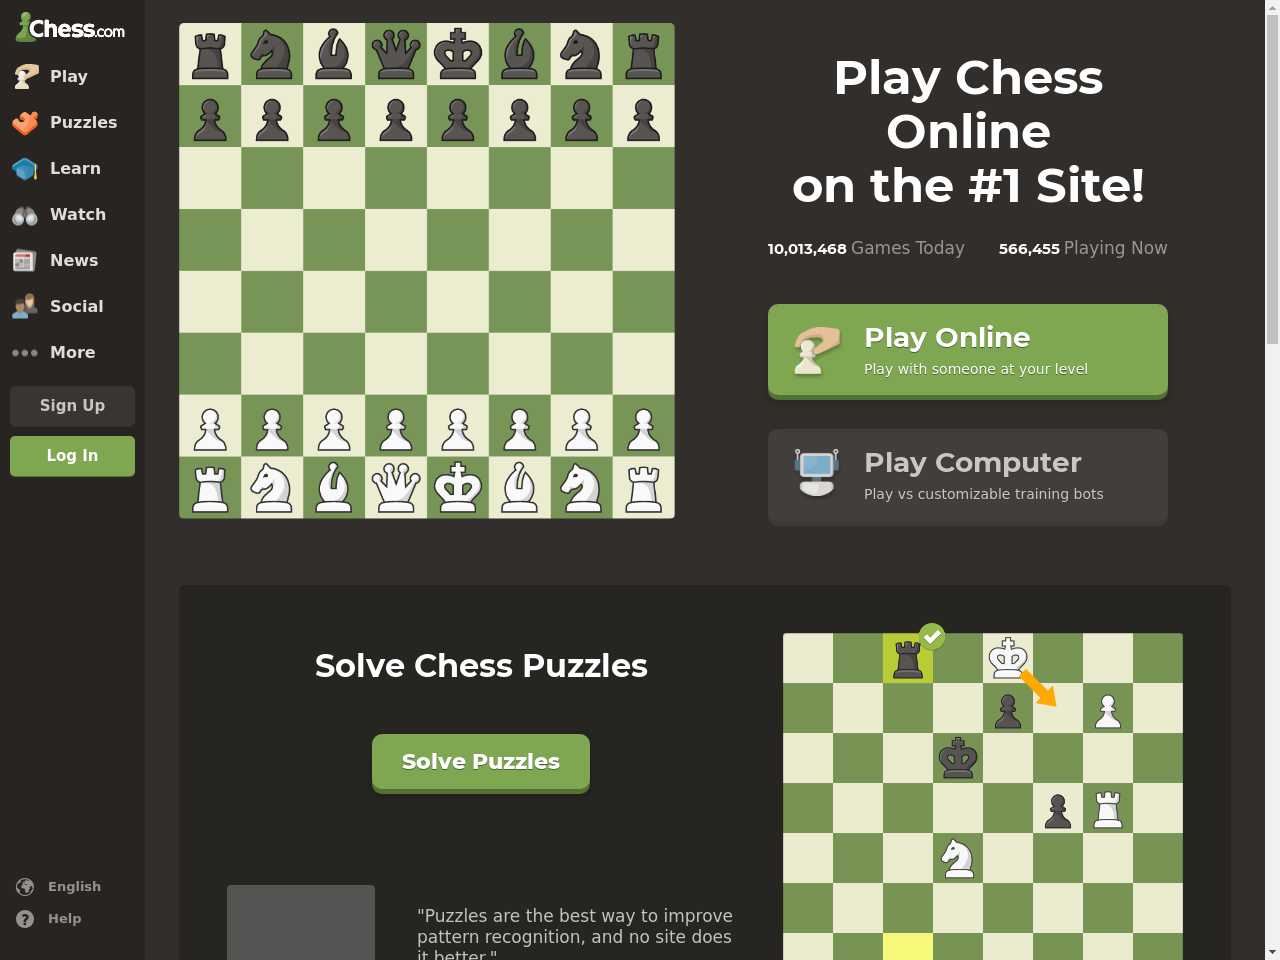 Chess.com
Play
Puzzles
Learn
Watch
News
Social
More
Sign Up
Log In
English
Help
Play Chess
Online
on the #1 Site!
10,013,468 Games Today
566,455 Playing Now
Play Online
Play with someone at your level
Play Computer
Play vs customizable training bots
Solve Chess Puzzles
Solve Puzzles
"Puzzles are the best way to improve
pattern recognition, and no site does
it better."